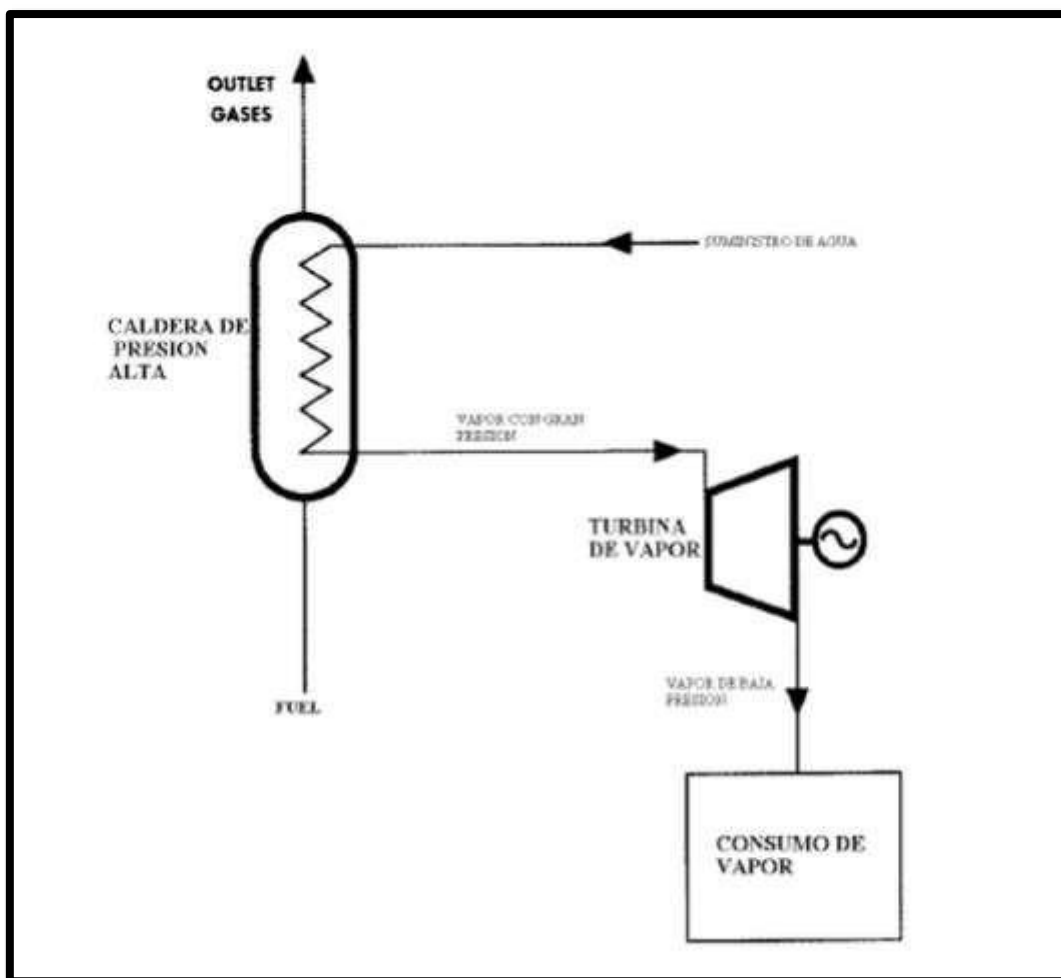 OUTLET
GASES
SUMINISTRO DE AGUA
CALDERA DE
PRESION
ALTA
VAPOR CON GRAN
PRESION
TURBINA
DE VAPOR
VAPOR DE BAJA
PRESION
FUEL
CONSUMO DE
VAPOR